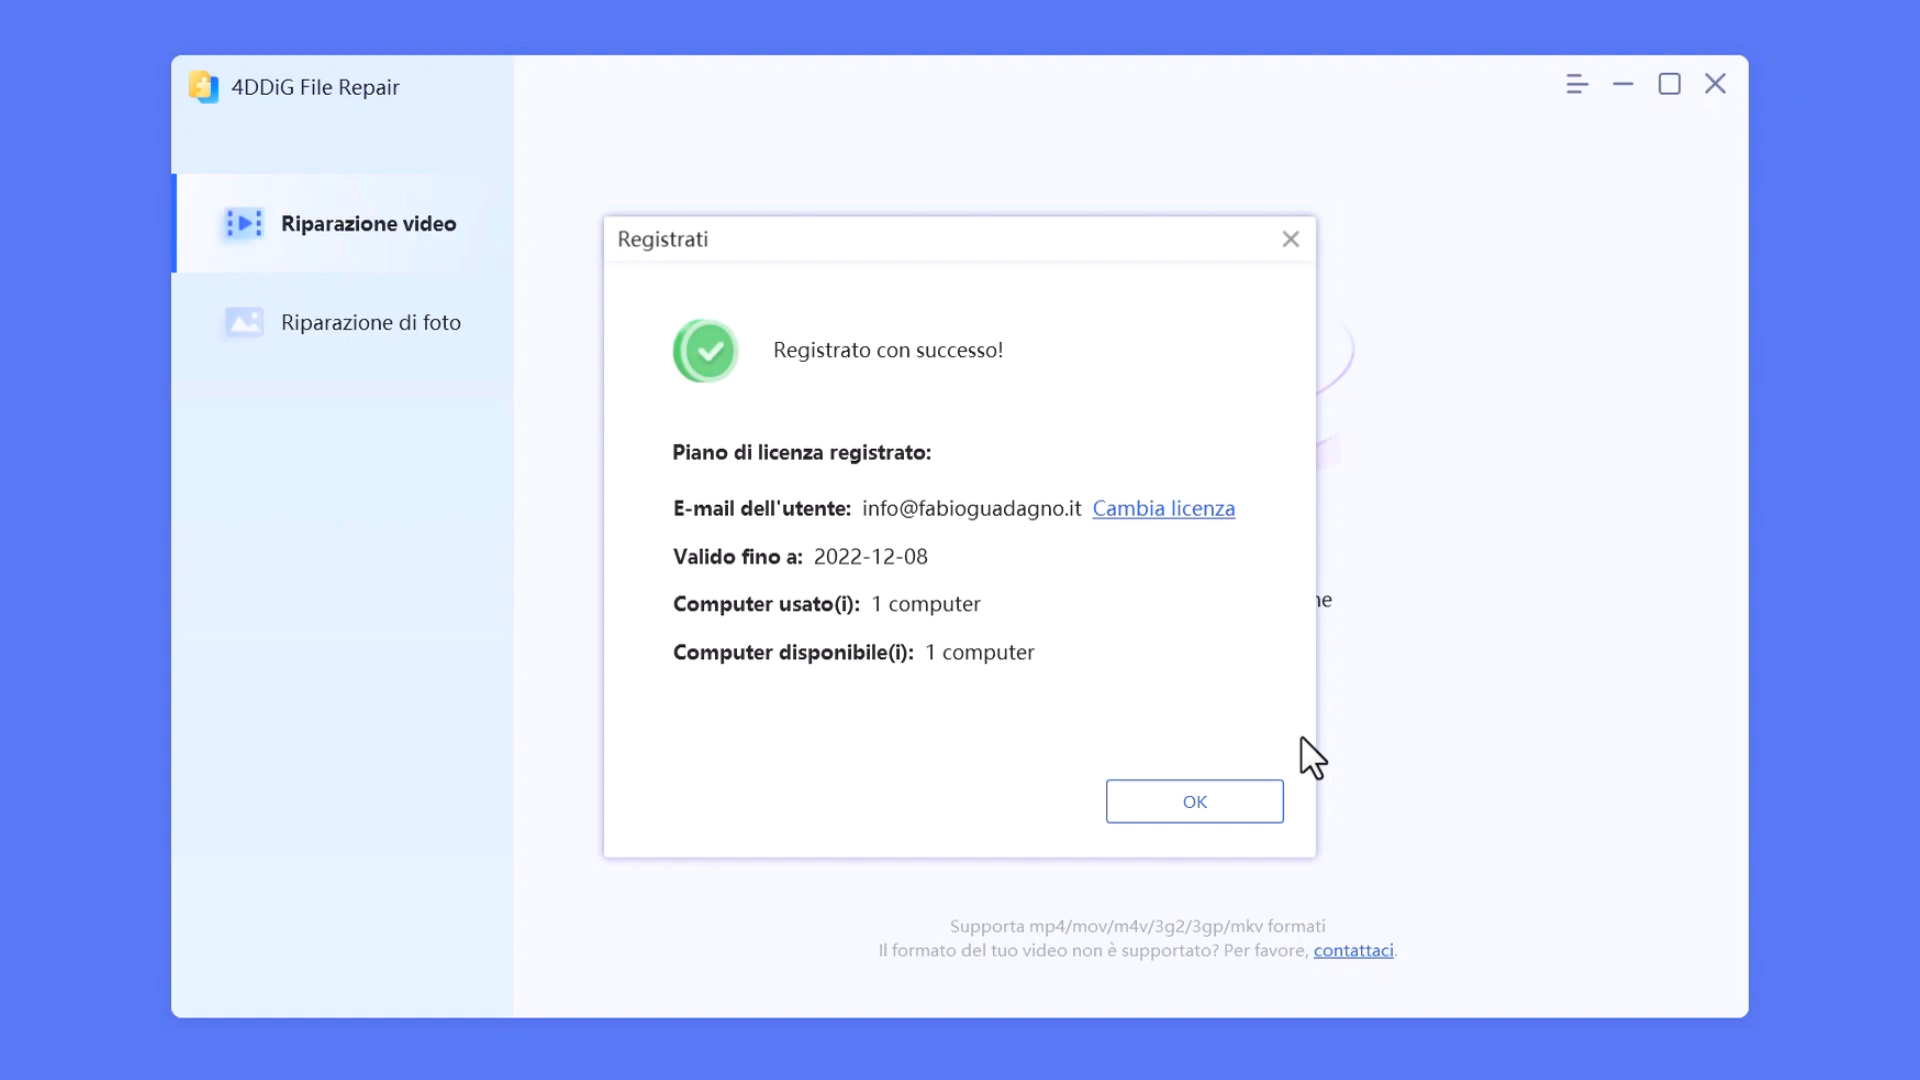 4DDiG File Repair
Riparazione video
Riparazione di foto
Registrati
Registrato con successo!
Piano di licenza registrato:
E-mail dell'utente: info@fabioguadagno.it Cambia licenza
Valido fino a: 2022-12-08
Computer usato(i): 1 computer
Computer disponibile(i): 1 computer
OK
Supporta mp4/mov/m4v/3g2/3gp/mkv formati
Il formato del tuo video non è supportato? Per favore, contattaci.